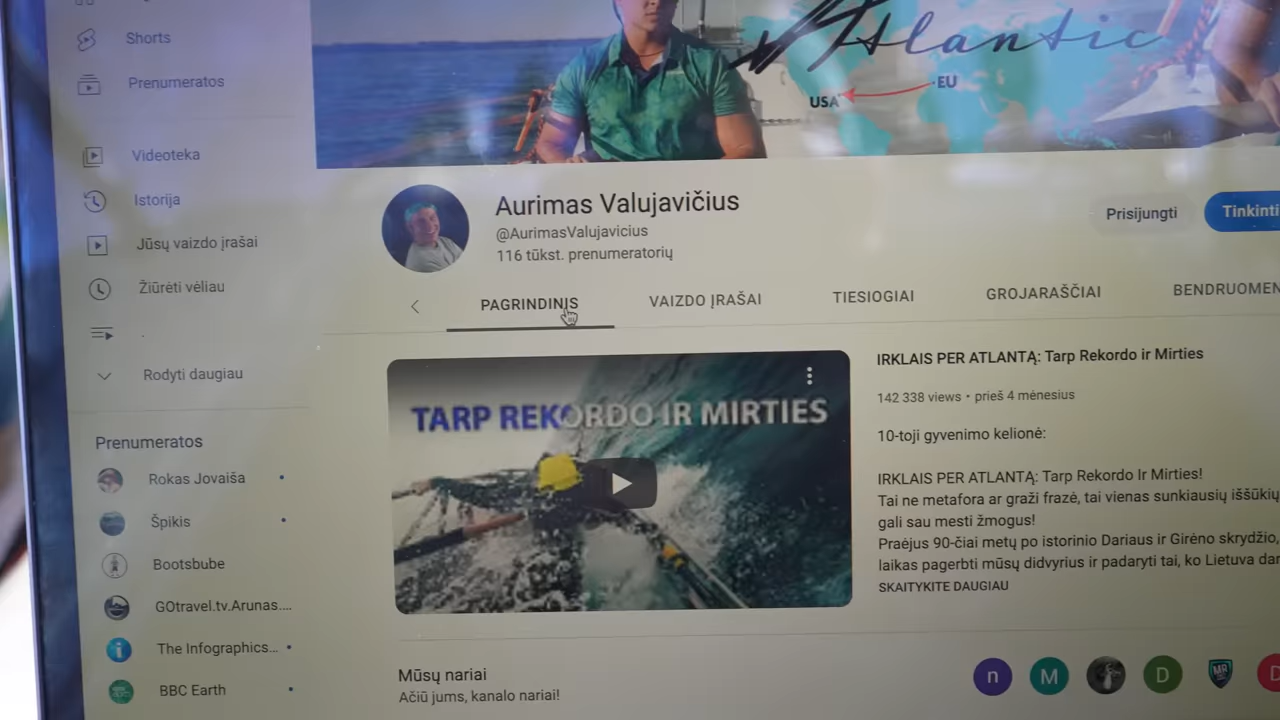 Shorts
Prenumeratos
Videoteka
Istorija
Jūsų vaizdo įrašai
Žiūrėti vėliau
.
Rodyti daugiau
Prenumeratos
Rokas Jovaiša
Špikis
Bootsbube
GOtravel.tv.Arunas....
The Infographics...
BBC Earth
Atlantic
USA
EU
Aurimas Valujavičius
@AurimasValujavicius
116 tūkst. prenumeratorių
Prisijungti
Tinkinti
PAGRINDINIS
VAIZDO ĮRAŠAI
TIESIOGIAI
GROJARAŠČIAI
BENDRUOMEN
TARP REKORDO IR MIRTIES
IRKLAIS PER ATLANTĄ: Tarp Rekordo ir Mirties
142 338 views • prieš 4 mėnesius
10-toji gyvenimo kelionė:
IRKLAIS PER ATLANTĄ: Tarp Rekordo Ir Mirties!
Tai ne metafora ar graži frazė, tai vienas sunkiausių iššūkių
gali sau mesti žmogus!
Praėjus 90-čiai metų po istorinio Dariaus ir Girėno skrydžio,
laikas pagerbti mūsų didvyrius ir padaryti tai, ko Lietuva dar
SKAITYKITE DAUGIAU
Mūsų nariai
Ačiū jums, kanalo nariai!
n
M
D
D